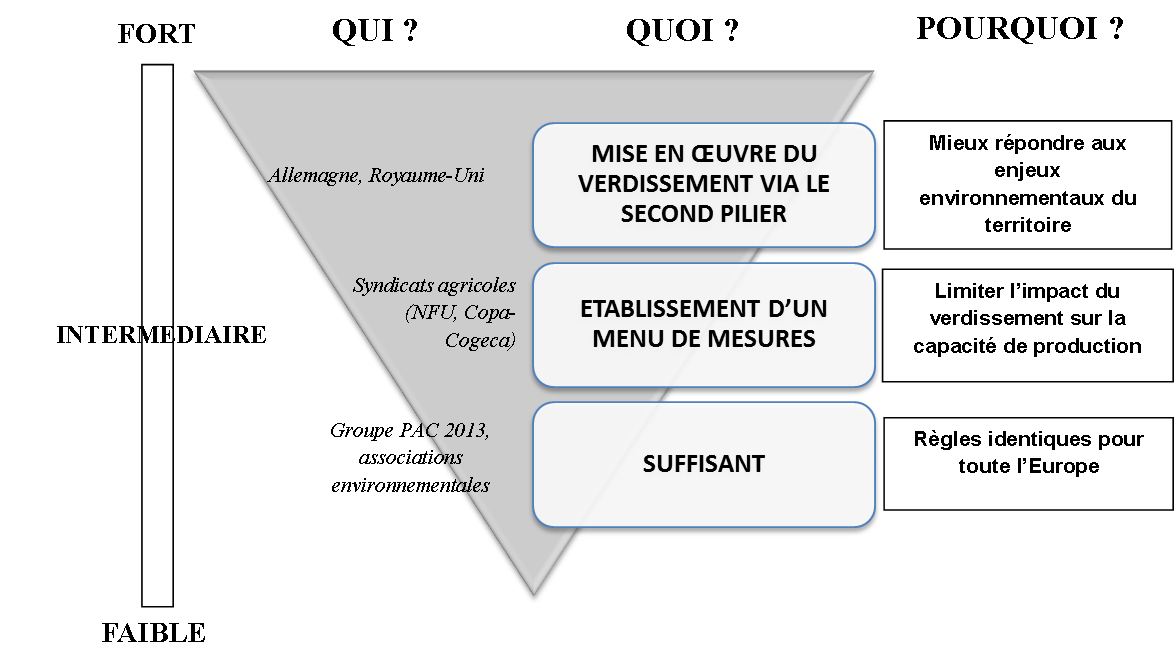 FORT
QUI ?
QUOI ?
POURQUOI ?
Allemagne, Royaume-Uni
MISE EN ŒUVRE DU
VERDISSEMENT VIA LE
SECOND PILIER
Mieux répondre aux
enjeux
environnementaux du
territoire
INTERMEDIAIRE
Syndicats agricoles
(NFU, Copa-
Cogeca)
ETABLISSEMENT D’UN
MENU DE MESURES
Limiter l’impact du
verdissement sur la
capacité de production
Groupe PAC 2013,
associations
environnementales
SUFFISANT
Règles identiques pour
toute l’Europe
FAIBLE